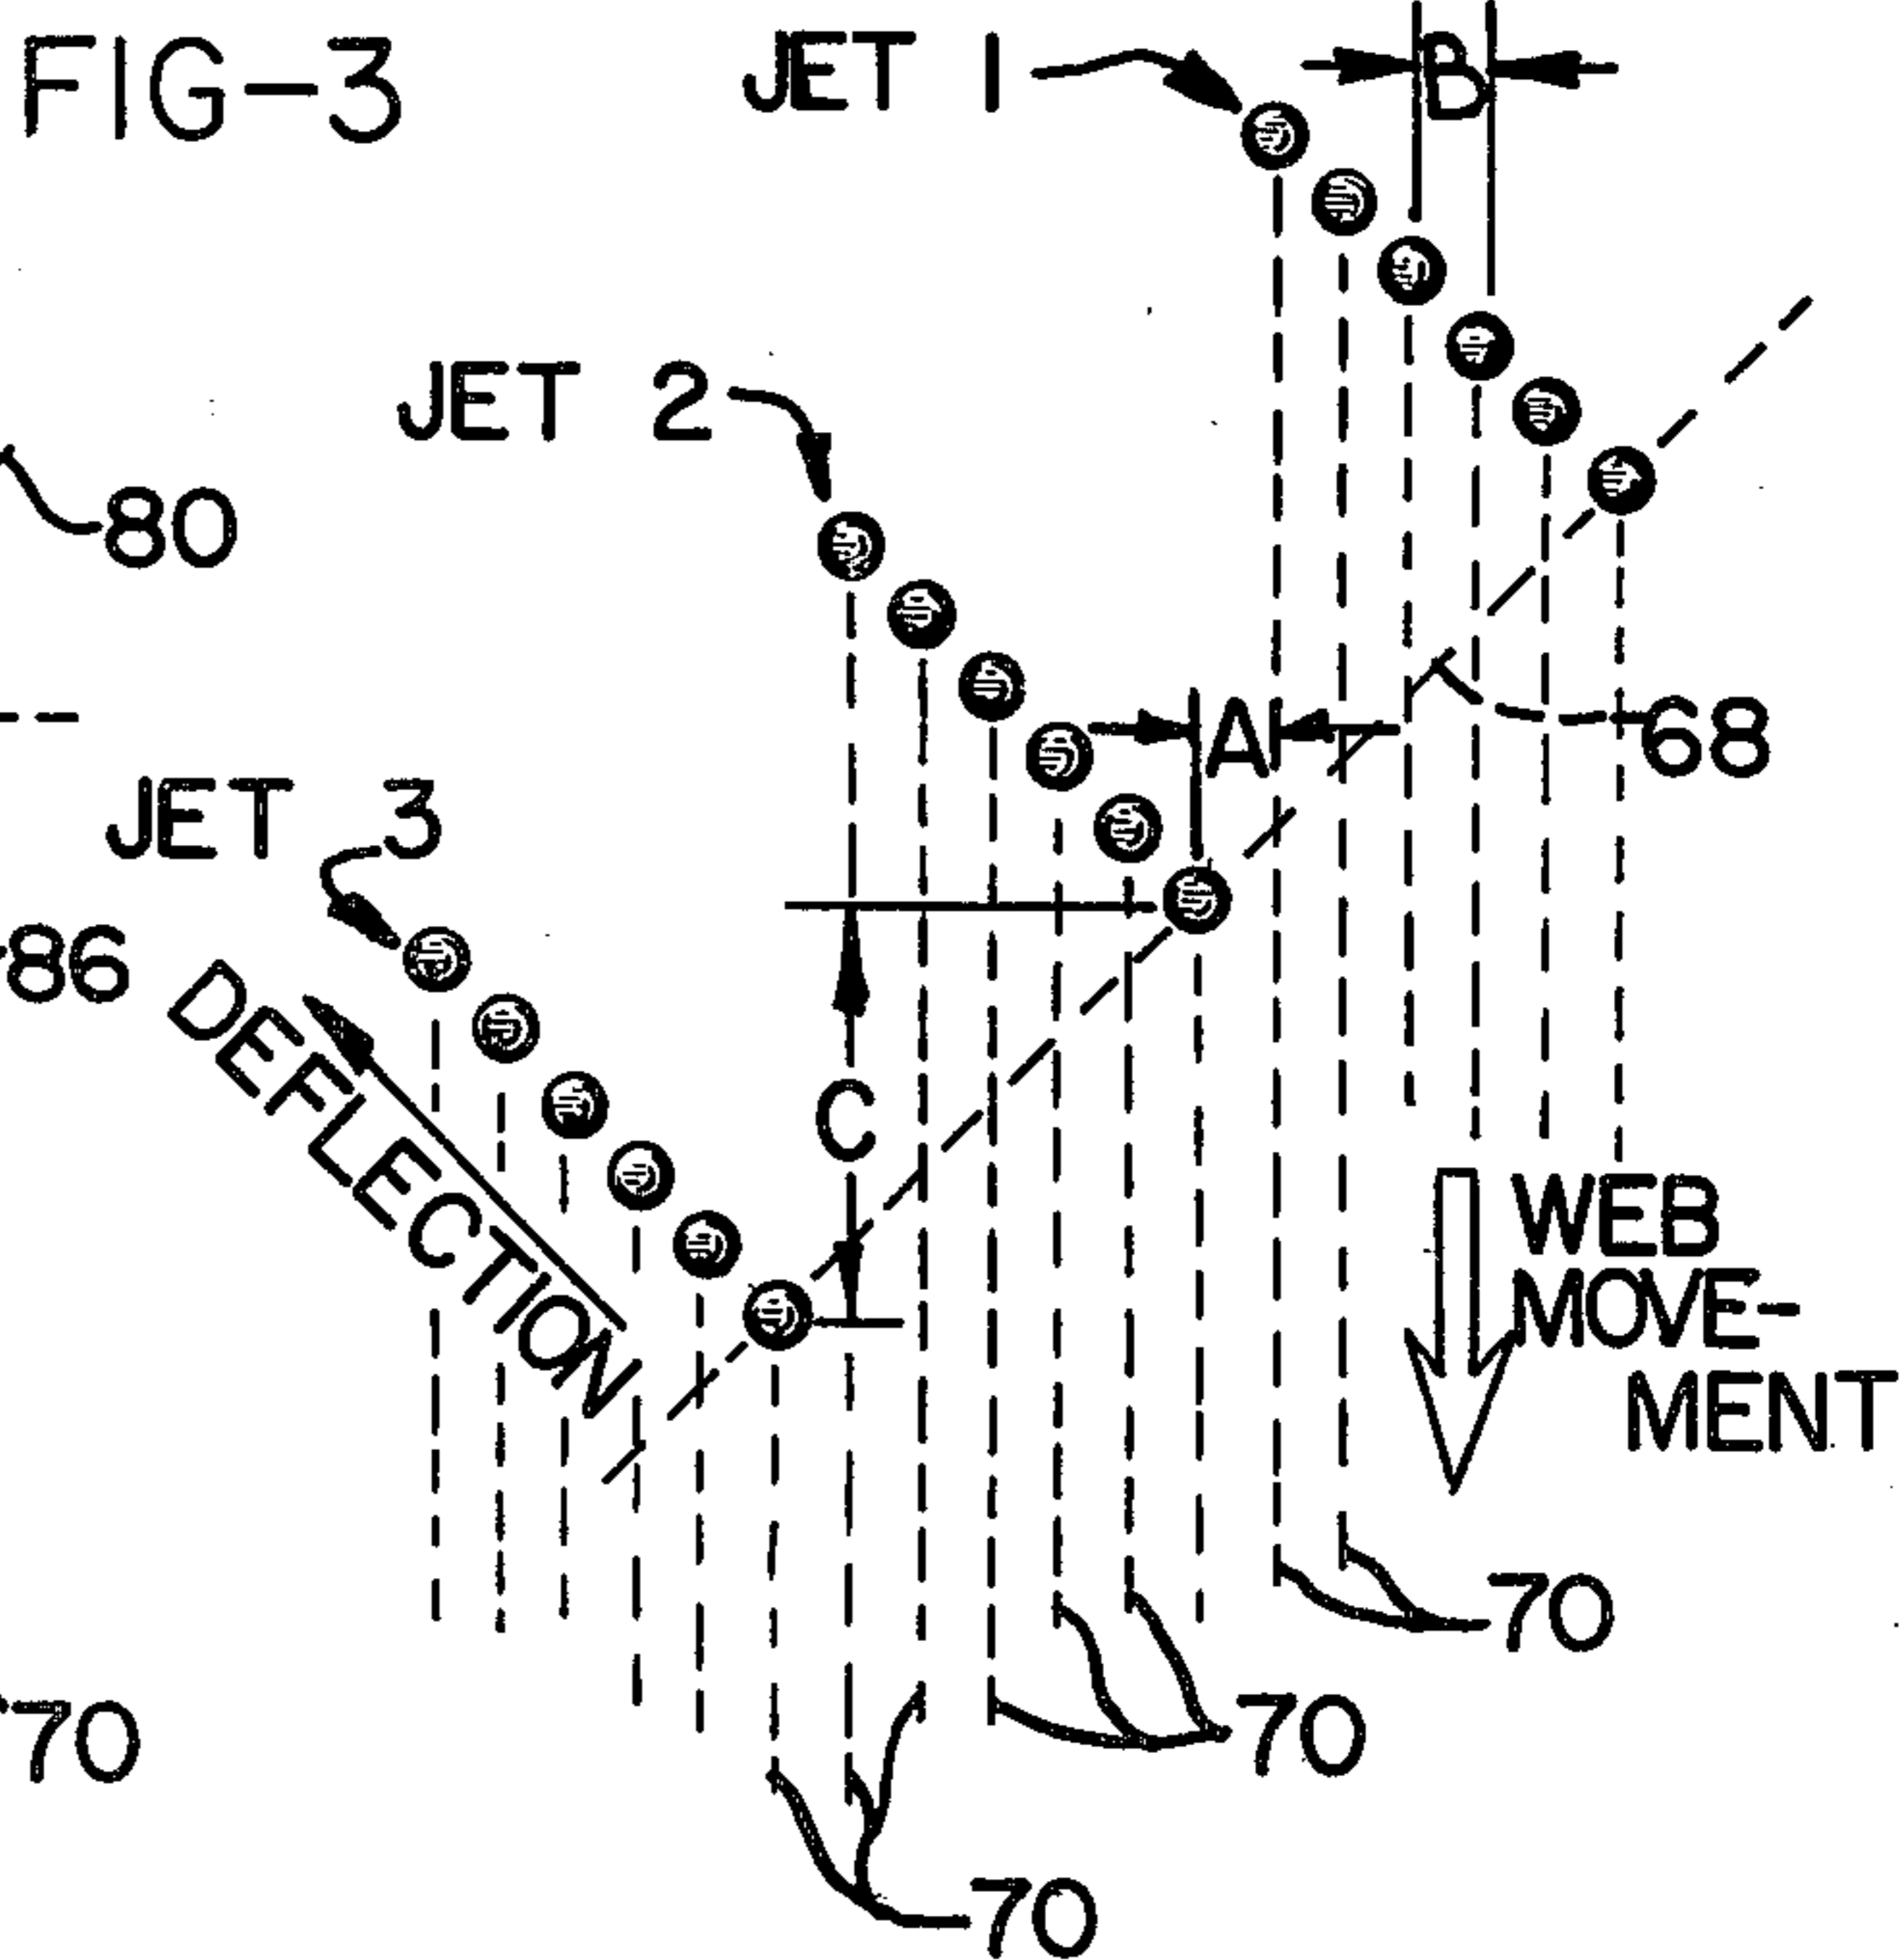 FIG-3
JET 1
B
JET 2
80
A
68
JET 3
86
DEFLECTION
C
WEB
MOVE-
MENT
70
70
70
70